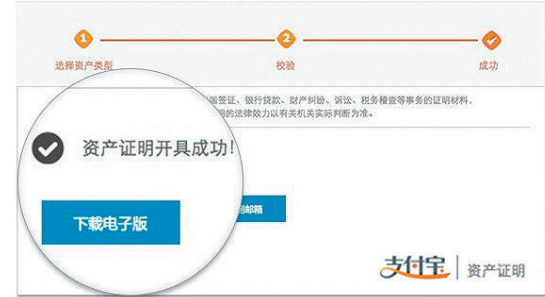 1 2
选择资产类型 校验 成功
签证、银行贷款、财产纠纷、诉讼、税务稽查等事务的证明材料，
的法律效力以有关机关实际判断为准。
资产证明开具成功!
下载电子版
邮箱
支付宝 资产证明